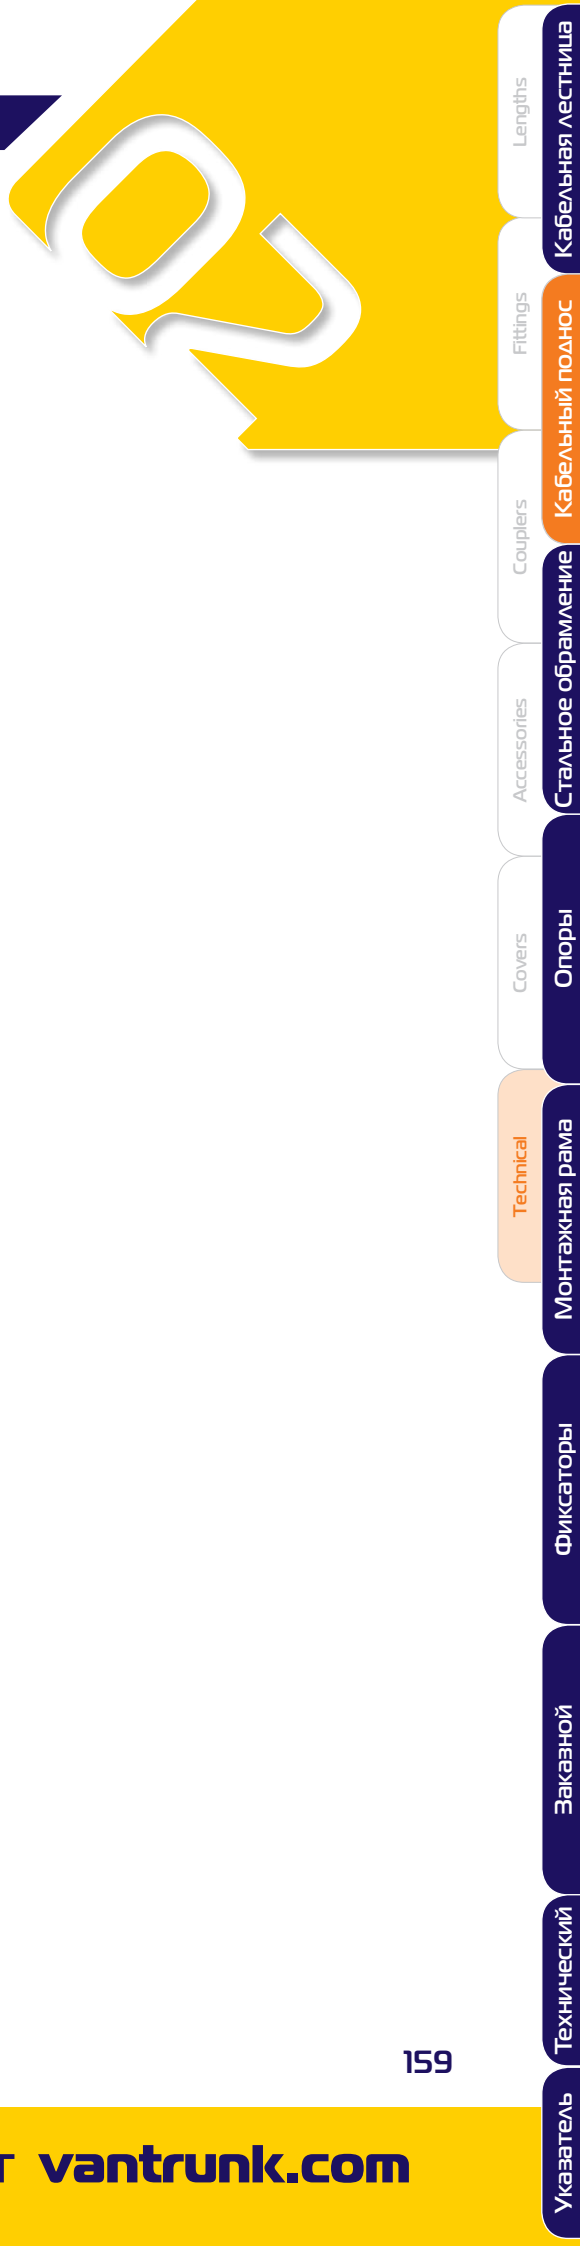 02
Lengths
Fittings
Couplers
Accessories
Covers
Technical
Кабельная лестница
Кабельный поднос
Стальное обрамление
Опоры
Монтажная рама
Фиксаторы
Заказной
Технический
Указатель
159
vantrunk.com